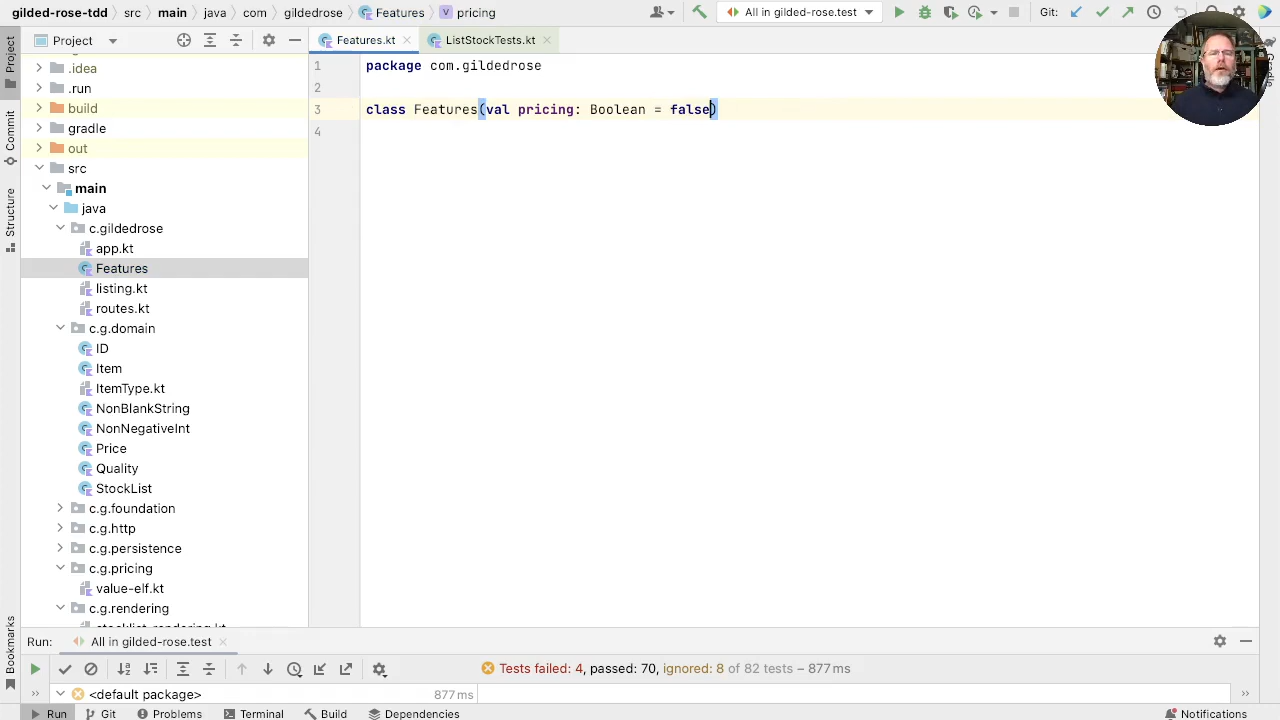 gilded-rose-tdd src main java com gildedrose Features pricing All in gilded-rose.test Git:
Project
Features.kt
ListStockTests.kt
.idea
.run
build
gradle
out
src
main
java
c.gildedrose
app.kt
Features
listing.kt
routes.kt
c.g.domain
ID
Item
ItemType.kt
NonBlankString
NonNegativeInt
Price
Quality
StockList
c.g.foundation
c.g.http
c.g.persistence
c.g.pricing
value-elf.kt
c.g.rendering
1 package com.gildedrose
2
3 class Features(val pricing: Boolean = false)
4
Project
Commit
Structure
Bookmarks
Run: All in gilded-rose.test
Tests failed: 4, passed: 70, ignored: 8 of 82 tests – 877 ms
<default package> 877 ms
Run Git Problems Terminal Build Dependencies Notifications